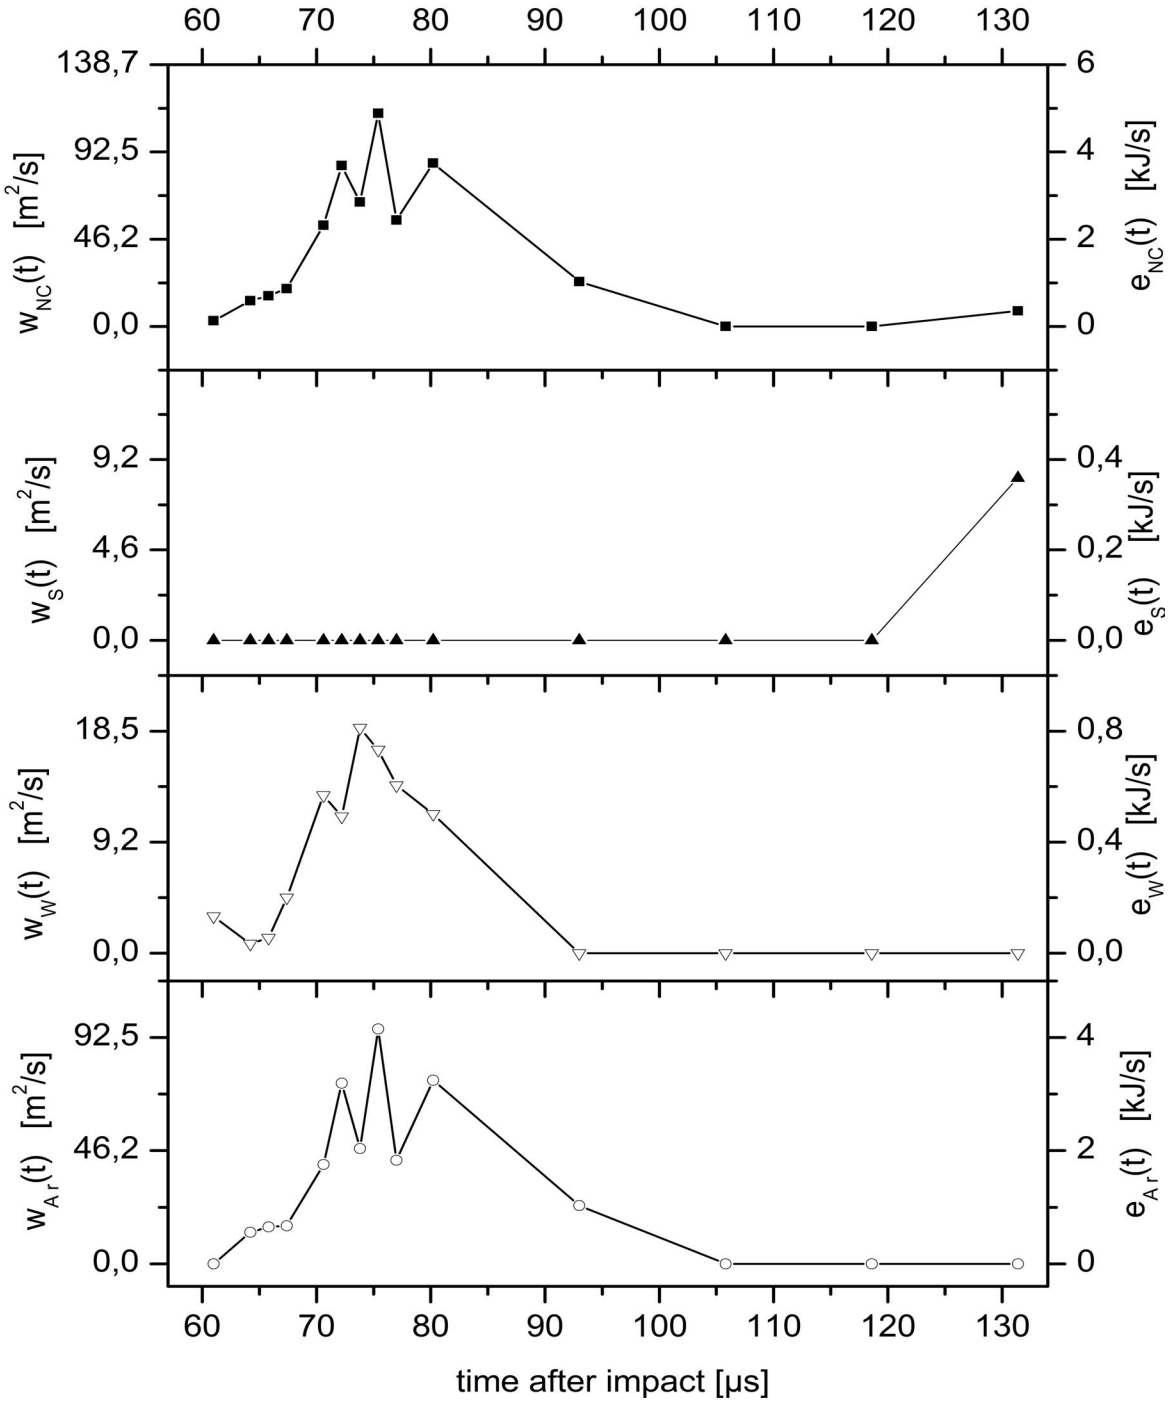 60 70 80 90 100 110 120 130
138,7 6
92,5 4
46,2 2
0,0 0
w_NC(t) [m²/s]
e_NC(t) [kJ/s]
9,2 0,4
4,6 0,2
0,0 0,0
w_S(t) [m²/s]
e_S(t) [kJ/s]
18,5 0,8
9,2 0,4
0,0 0,0
w_W(t) [m²/s]
e_W(t) [kJ/s]
92,5 4
46,2 2
0,0 0
w_Ar(t) [m²/s]
e_Ar(t) [kJ/s]
60 70 80 90 100 110 120 130
time after impact [µs]